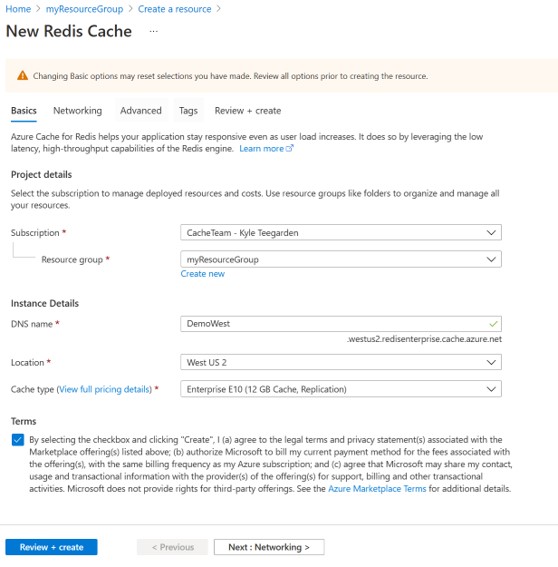 Home > myResourceGroup > Create a resource >
New Redis Cache ...
Changing Basic options may reset selections you have made. Review all options prior to creating the resource.
Basics Networking Advanced Tags Review + create
Azure Cache for Redis helps your application stay responsive even as user load increases. It does so by leveraging the low
latency, high-throughput capabilities of the Redis engine. Learn more
Project details
Select the subscription to manage deployed resources and costs. Use resource groups like folders to organize and manage all
your resources.
Subscription * CacheTeam - Kyle Teegarden
Resource group * myResourceGroup
Create new
Instance Details
DNS name * DemoWest
.westus2.redisenterprise.cache.azure.net
Location * West US 2
Cache type (View full pricing details) * Enterprise E10 (12 GB Cache, Replication)
Terms
By selecting the checkbox and clicking "Create", I (a) agree to the legal terms and privacy statement(s) associated with the
Marketplace offering(s) listed above; (b) authorize Microsoft to bill my current payment method for the fees associated with
the offering(s), with the same billing frequency as my Azure subscription; and (c) agree that Microsoft may share my contact,
usage and transactional information with the provider(s) of the offering(s) for support, billing and other transactional
activities. Microsoft does not provide rights for third-party offerings. See the Azure Marketplace Terms for additional details.
Review + create < Previous Next : Networking >